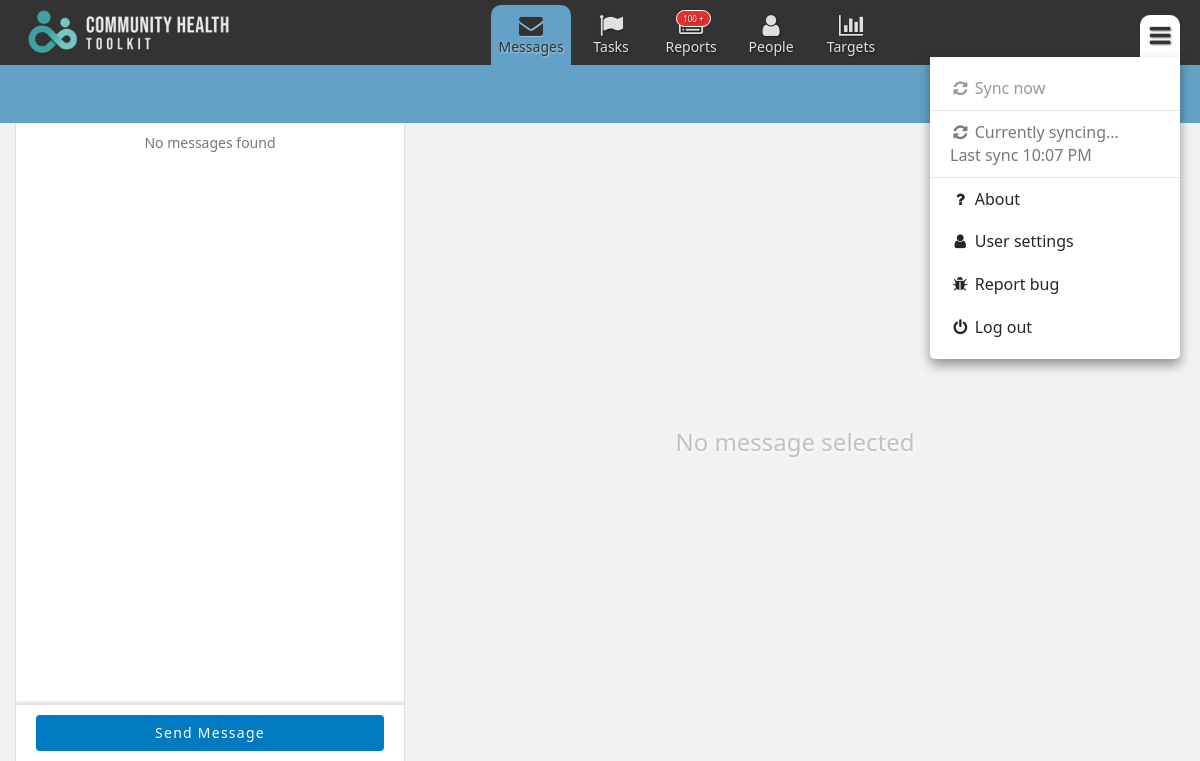 COMMUNITY HEALTH
TOOLKIT
Messages
Tasks
100 +
Reports
People
Targets
Sync now
Currently syncing...
Last sync 10:07 PM
About
User settings
Report bug
Log out
No messages found
No message selected
Send Message